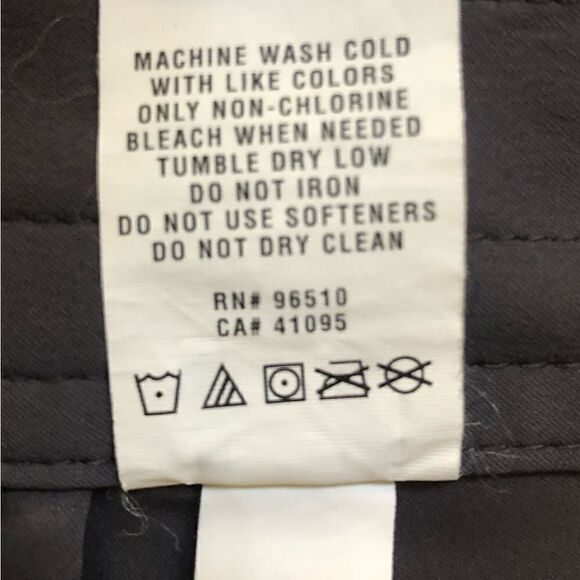 MACHINE WASH COLD
WITH LIKE COLORS
ONLY NON-CHLORINE
BLEACH WHEN NEEDED
TUMBLE DRY LOW
DO NOT IRON
DO NOT USE SOFTENERS
DO NOT DRY CLEAN
RN# 96510
CA# 41095